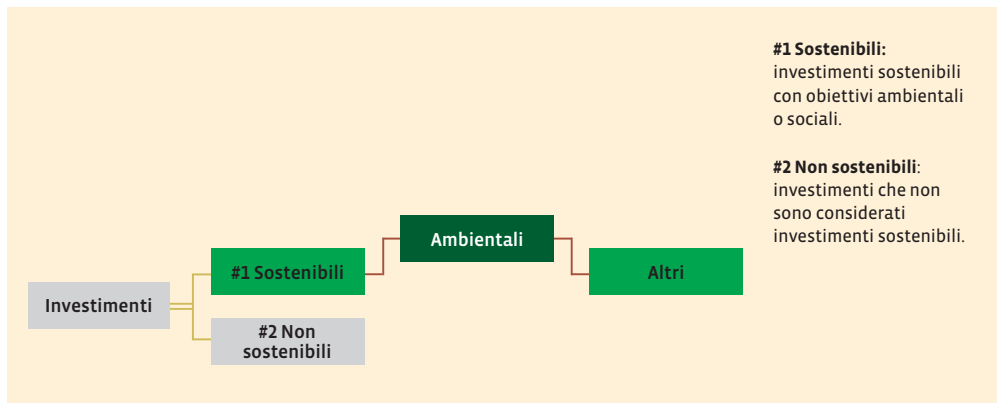 Investimenti
#1 Sostenibili
#2 Non
sostenibili
Ambientali
Altri
#1 Sostenibili:
investimenti sostenibili
con obiettivi ambientali
o sociali.
#2 Non sostenibili:
investimenti che non
sono considerati
investimenti sostenibili.